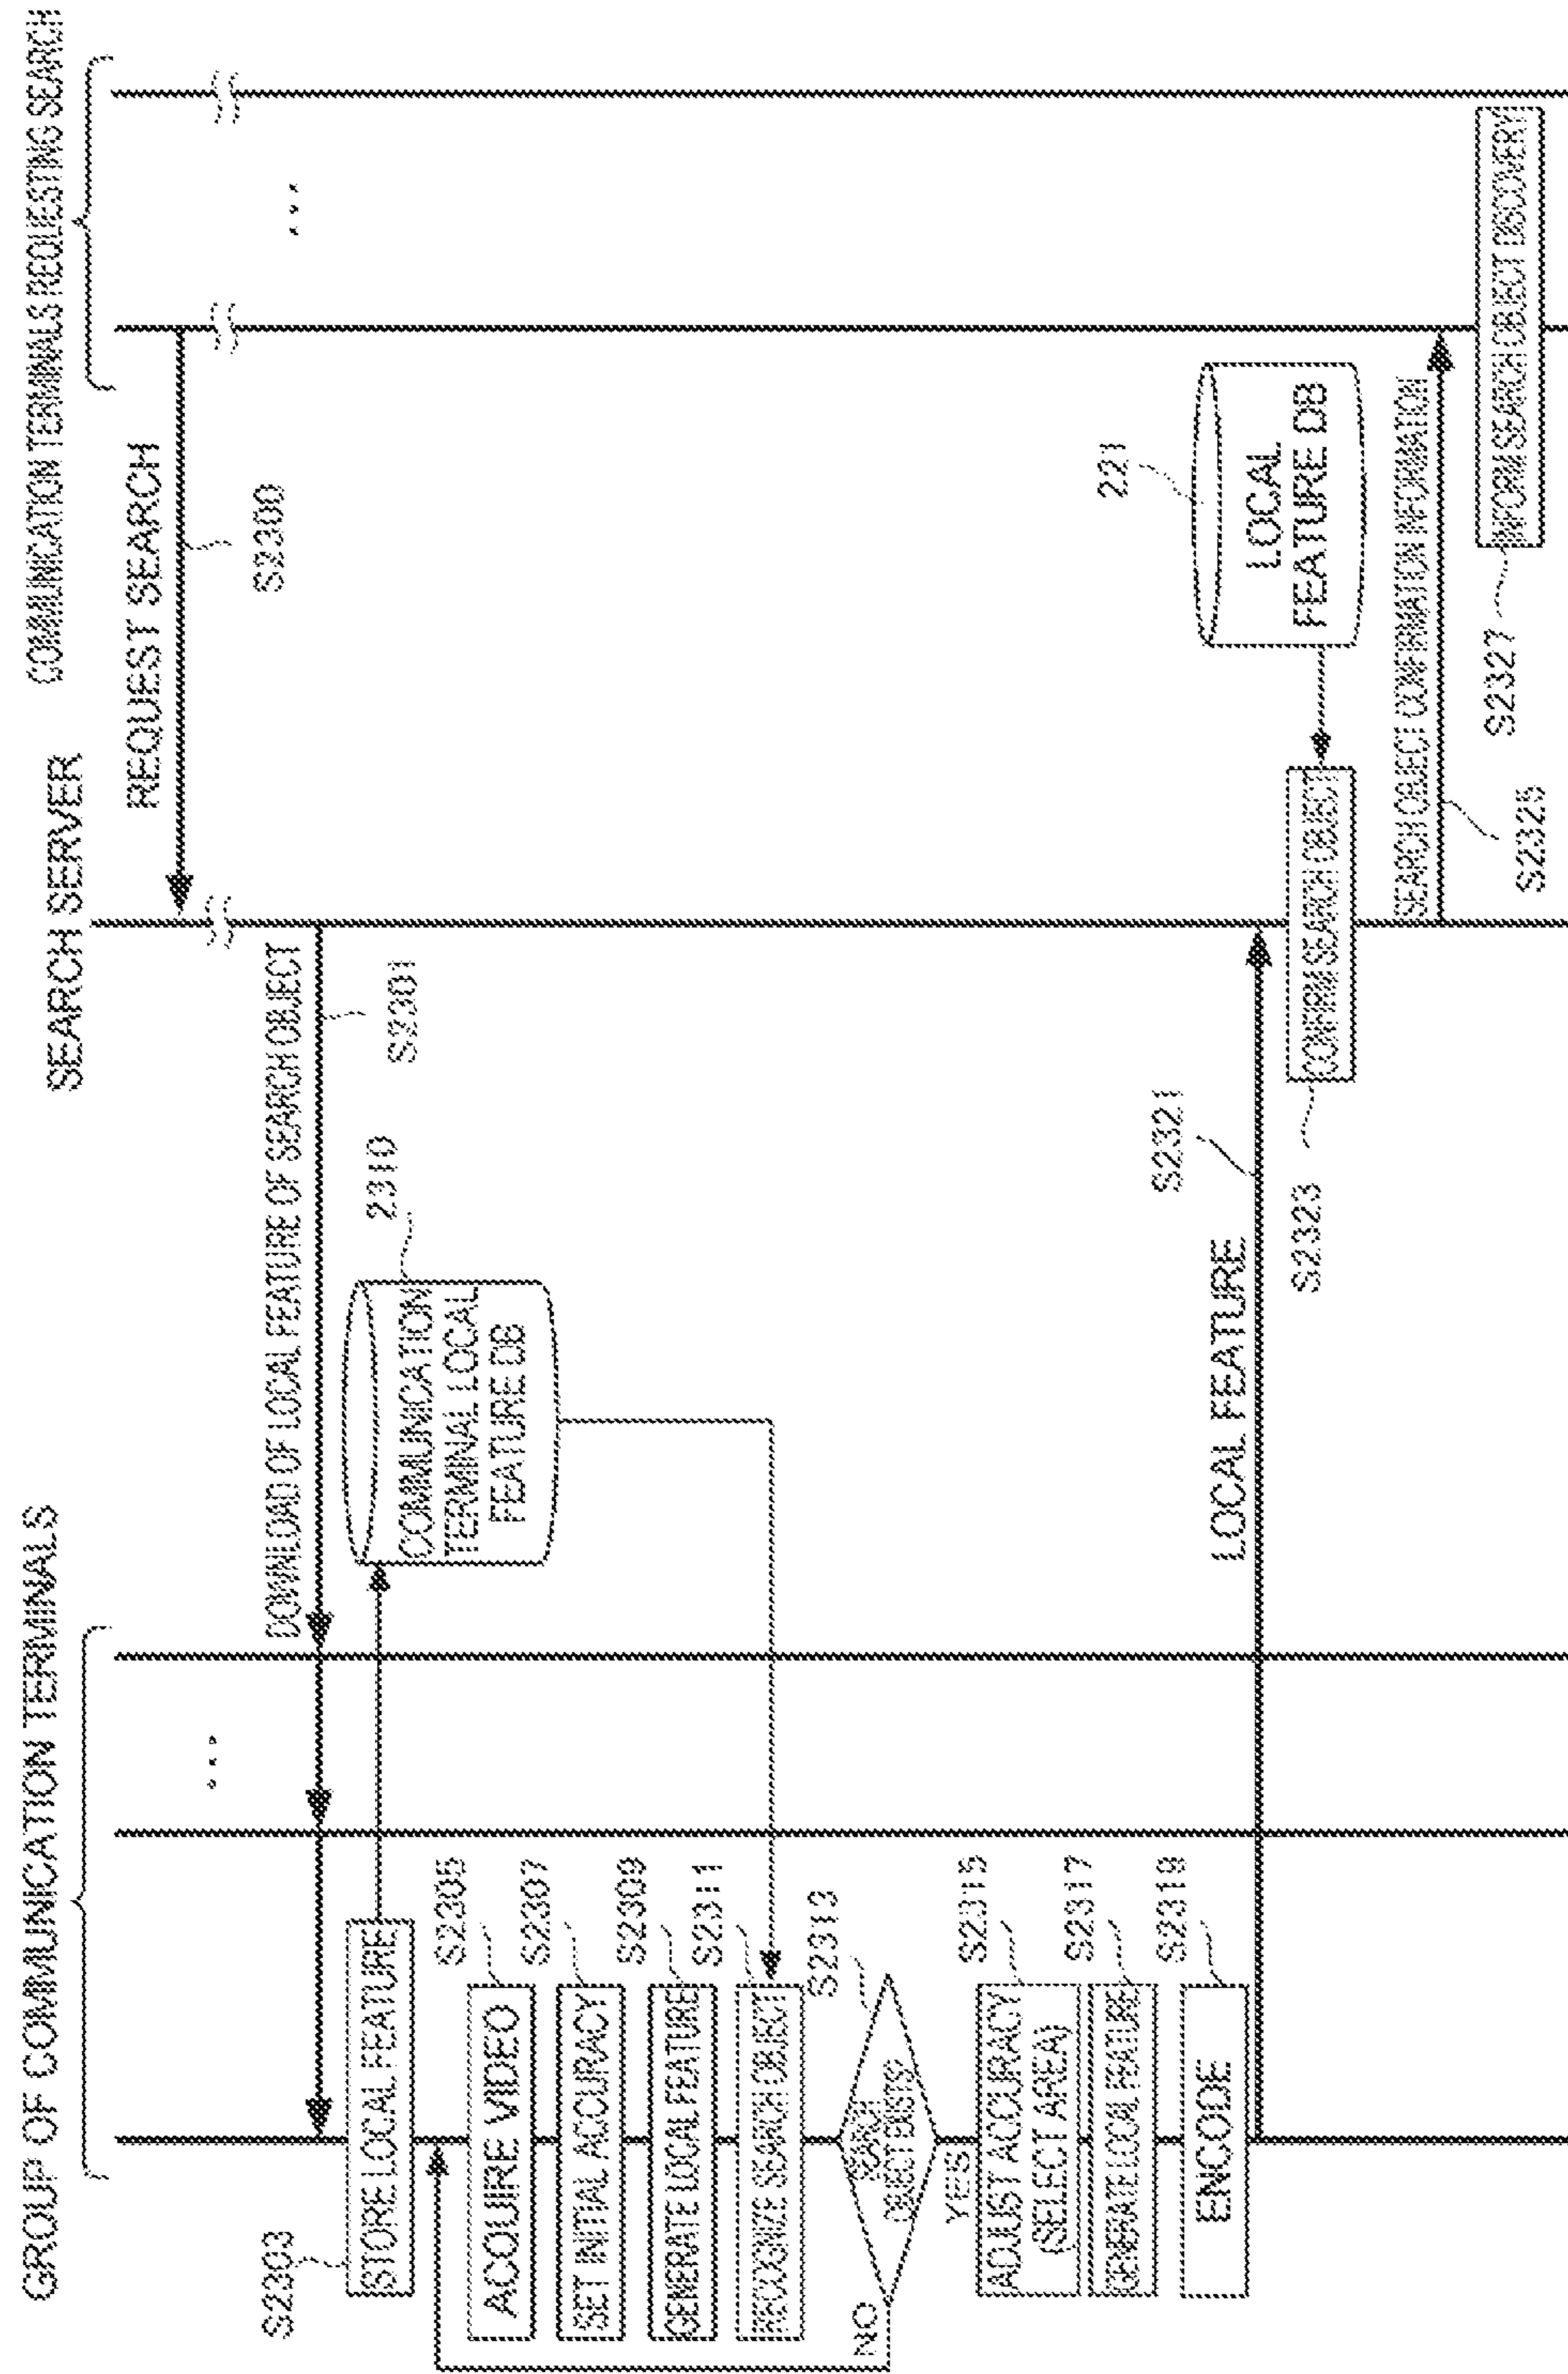 GROUP OF COMMUNICATION TERMINALS
SEARCH SERVER
COMMUNICATION TERMINALS REQUESTING SEARCH
REQUEST SEARCH
S2300
...
...
DOWNLOAD OF LOCAL FEATURE OF SEARCH OBJECT
S2301
S2303
STORE LOCAL FEATURE
2310
COMMUNICATION
TERMINAL LOCAL
FEATURE DB
S2305
ACQUIRE VIDEO
S2307
SET INITIAL ACCURACY
S2309
GENERATE LOCAL FEATURE
S2311
RECOGNIZE SEARCH OBJECT
S2313
SEARCH
OBJECT EXISTS?
NO
YES
S2315
ADJUST ACCURACY
(SELECT AREA)
S2317
GENERATE LOCAL FEATURE
S2319
ENCODE
LOCAL FEATURE
S2321
221
LOCAL
FEATURE DB
S2323
CONFIRM SEARCH OBJECT
SEARCH OBJECT CONFIRMATION INFORMATION
S2325
S2327
INFORM SEARCH OBJECT DISCOVERY